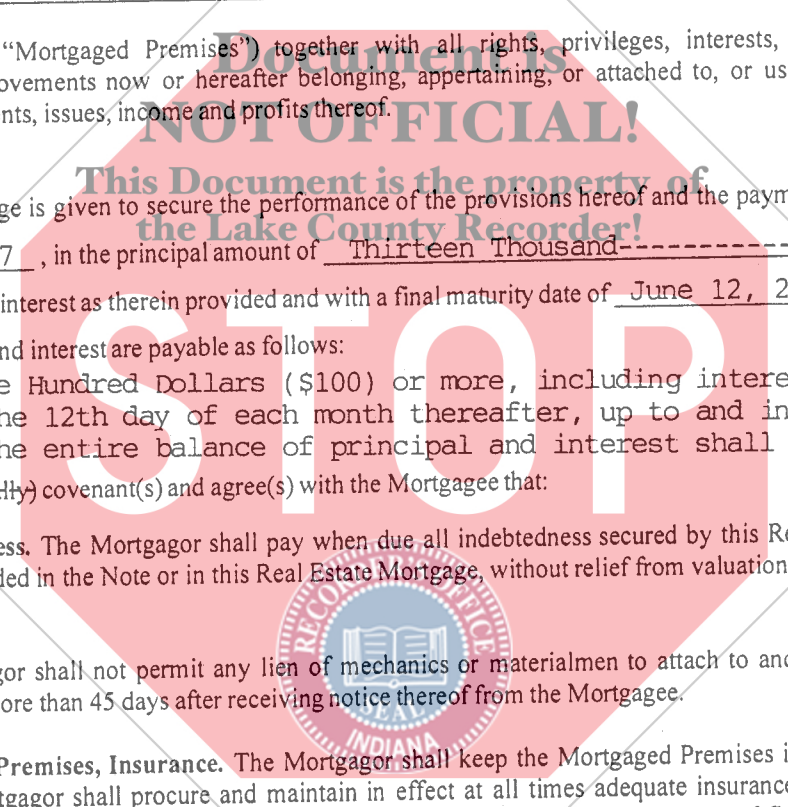 “Mortgaged Premises”) together with all rights, privileges, interests,
Document is
ovements now or hereafter belonging, appertaining, or attached to, or us
nts, issues, income and profits thereof.
NOT OFFICIAL!
This Document is the property of
ge is given to secure the performance of the provisions hereof and the paym
the Lake County Recorder!
7 , in the principal amount of Thirteen Thousand-----------
interest as therein provided and with a final maturity date of June 12, 2
nd interest are payable as follows:
e Hundred Dollars ($100) or more, including intere
he 12th day of each month thereafter, up to and in
he entire balance of principal and interest shall
STOP
lly) covenant(s) and agree(s) with the Mortgagee that:
ess. The Mortgagor shall pay when due all indebtedness secured by this Re
ded in the Note or in this Real Estate Mortgage, without relief from valuation
RECORDER'S OFFICE
gor shall not permit any lien of mechanics or materialmen to attach to and
ore than 45 days after receiving notice thereof from the Mortgagee.
SEAL
INDIANA
Premises, Insurance. The Mortgagor shall keep the Mortgaged Premises i
tgagor shall procure and maintain in effect at all times adequate insurance